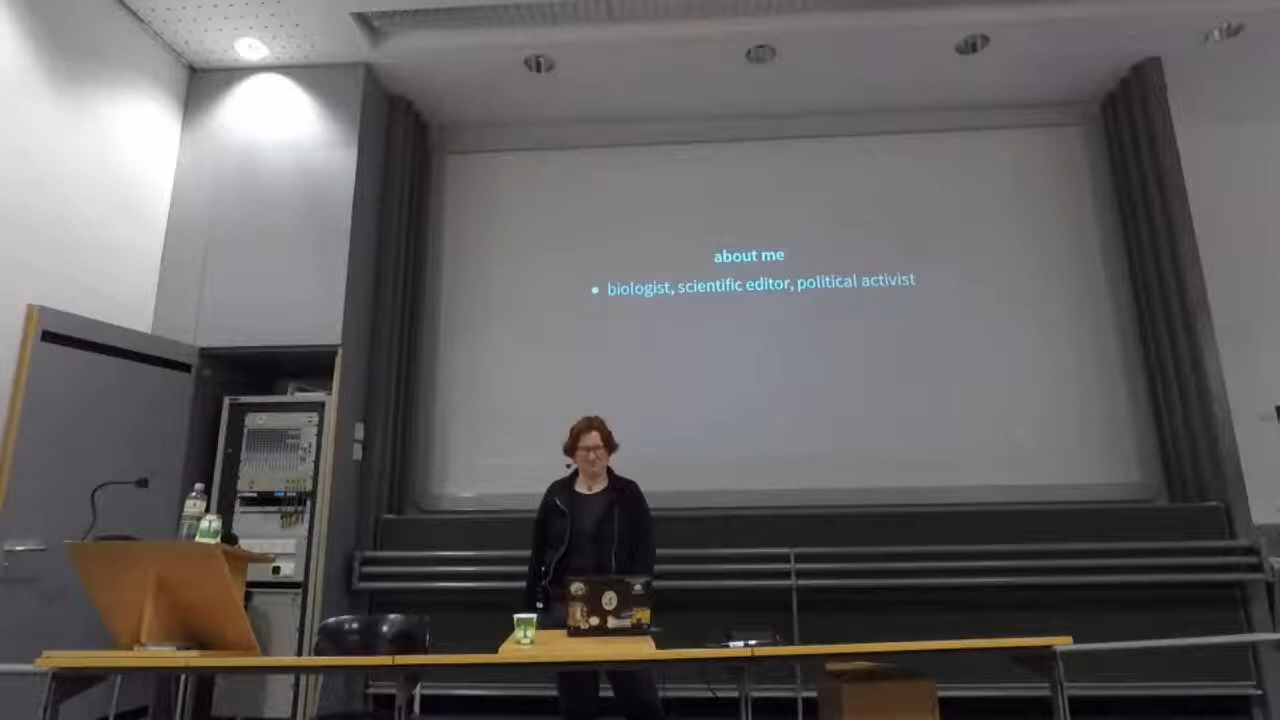 about me
• biologist, scientific editor, political activist